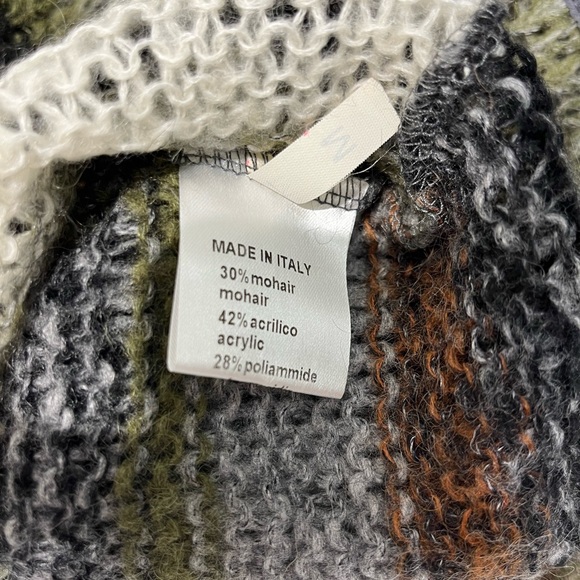 M
MADE IN ITALY
30% mohair
mohair
42% acrilico
acrylic
28% poliammide